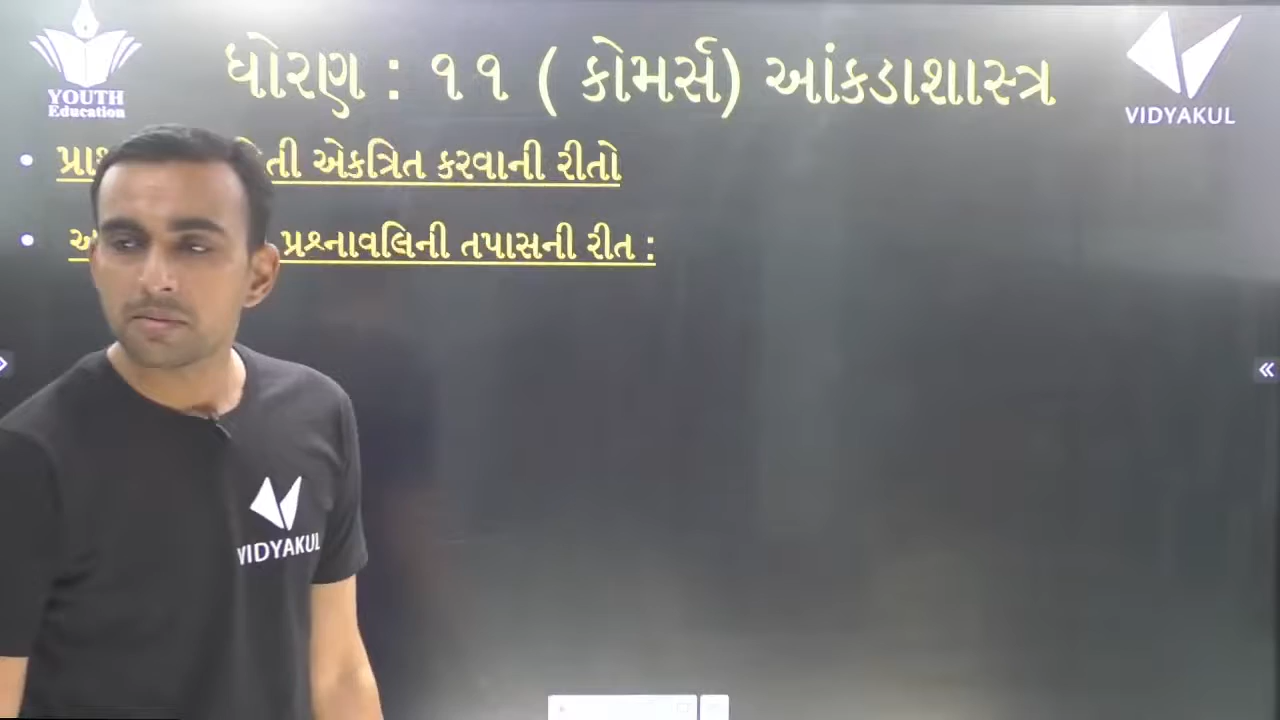 YOUTH
Education
ધોરણ : ૧૧ ( કોમર્સ) આંકડાશાસ્ત્ર
VIDYAKUL
એકત્રિત કરવાની રીતો
પ્રશ્નાવલિની તપાસની રીત :
VIDYAKUL